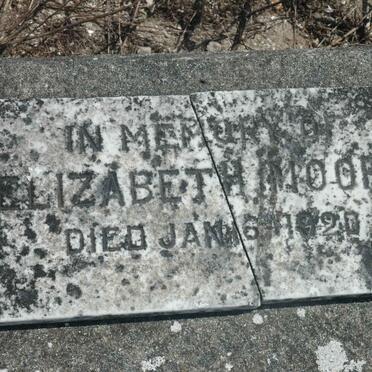 IN MEMORY OF
ELIZABETH MOOR
DIED JAN 6 1920